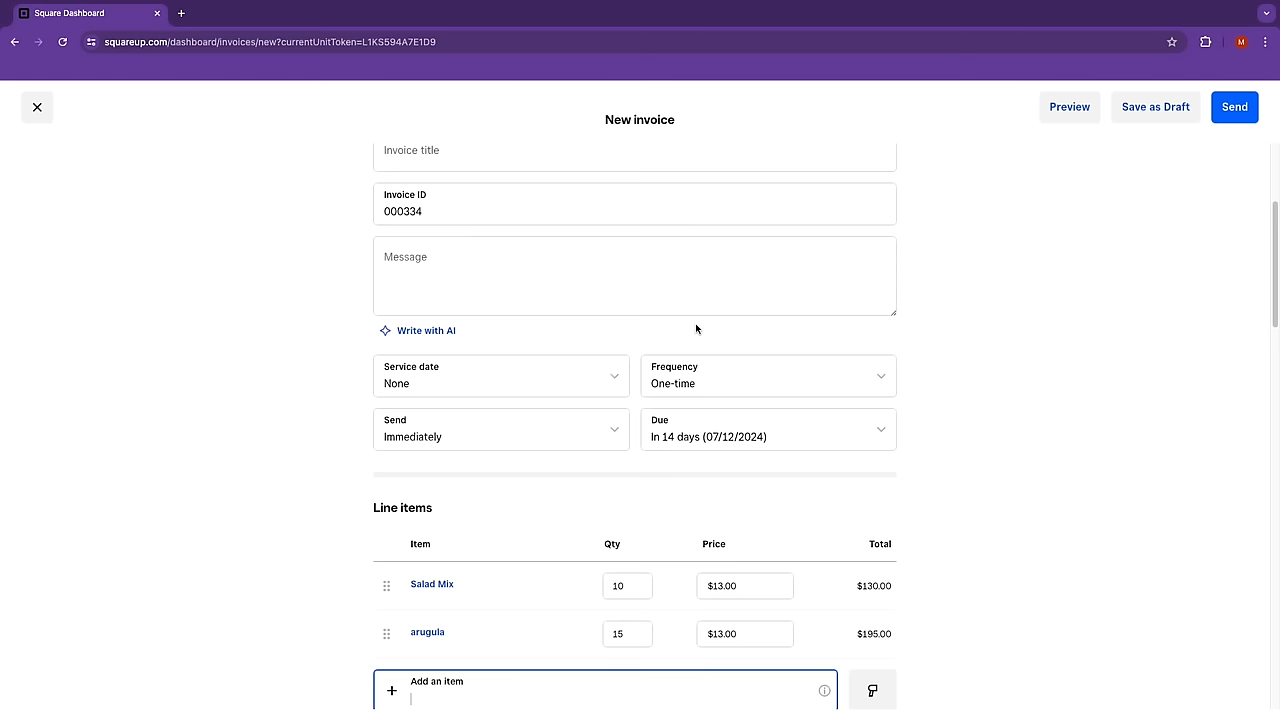 Square Dashboard
squareup.com/dashboard/invoices/new?currentUnitToken=L1KS594A7E1D9
M
New invoice
Preview
Save as Draft
Send
Invoice title
Invoice ID
000334
Message
Write with AI
Service date
None
Frequency
One-time
Send
Immediately
Due
In 14 days (07/12/2024)
Line items
Item Qty Price Total
Salad Mix 10 $13.00 $130.00
arugula 15 $13.00 $195.00
Add an item